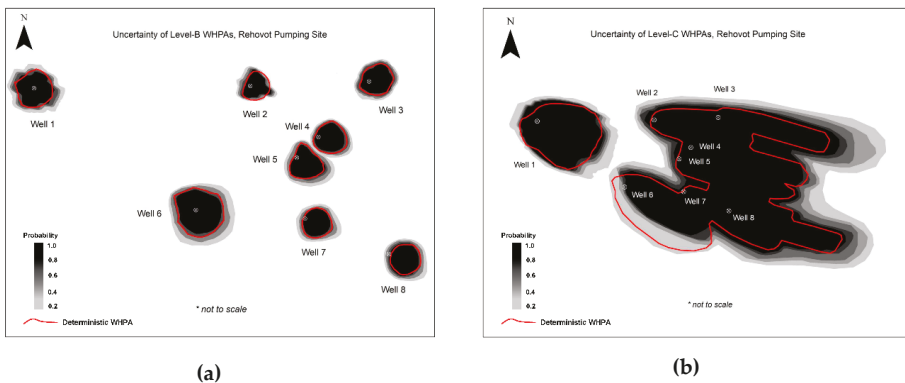 N
Uncertainty of Level-B WHPAs, Rehovot Pumping Site
Well 1
Well 2
Well 3
Well 4
Well 5
Well 6
Well 7
Well 8
Probability
1.0
0.8
0.6
0.4
0.2
* not to scale
Deterministic WHPA
(a)
N
Uncertainty of Level-C WHPAs, Rehovot Pumping Site
Well 2
Well 3
Well 1
Well 4
Well 5
Well 6
Well 7
Well 8
Probability
1.0
0.8
0.6
0.4
0.2
* not to scale
Deterministic WHPA
(b)